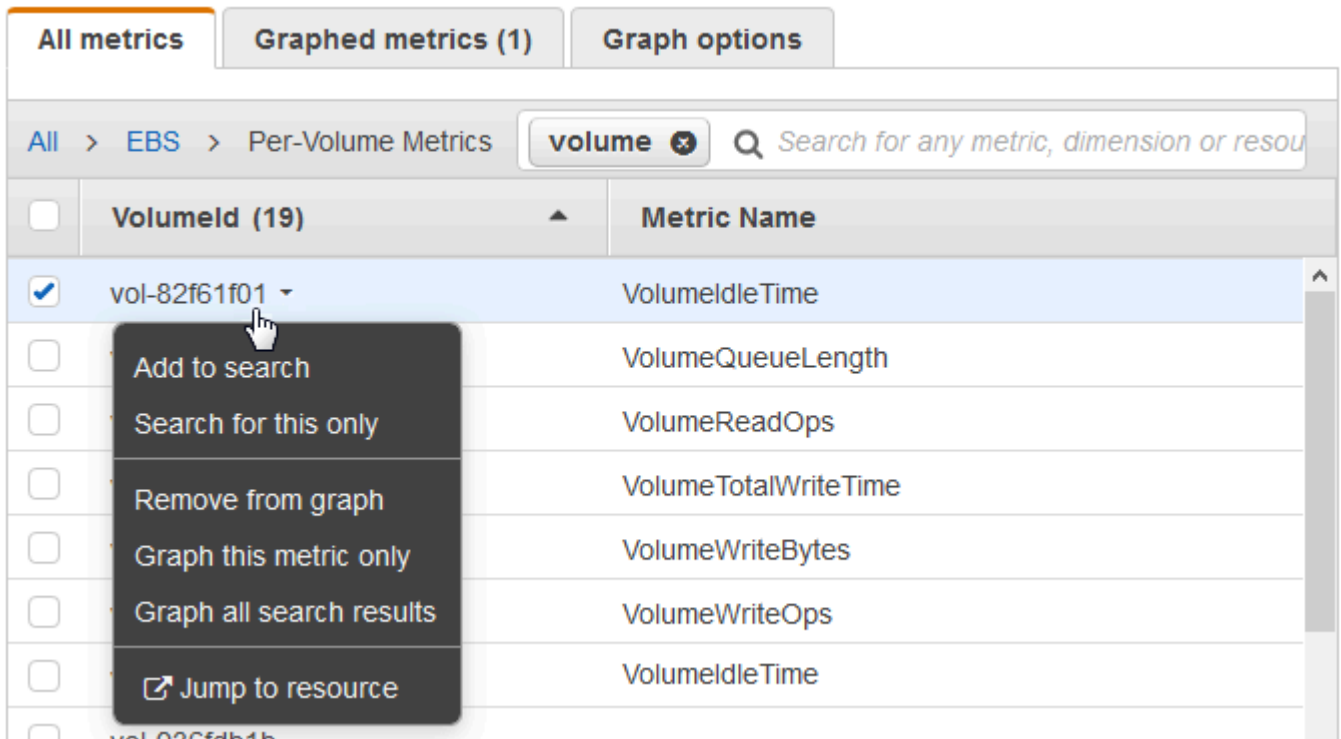 All metrics Graphed metrics (1) Graph options
All > EBS > Per-Volume Metrics volume Search for any metric, dimension or resou
VolumeId (19) Metric Name
vol-82f61f01 VolumeIdleTime
Add to search VolumeQueueLength
Search for this only VolumeReadOps
Remove from graph VolumeTotalWriteTime
Graph this metric only VolumeWriteBytes
Graph all search results VolumeWriteOps
Jump to resource VolumeIdleTime